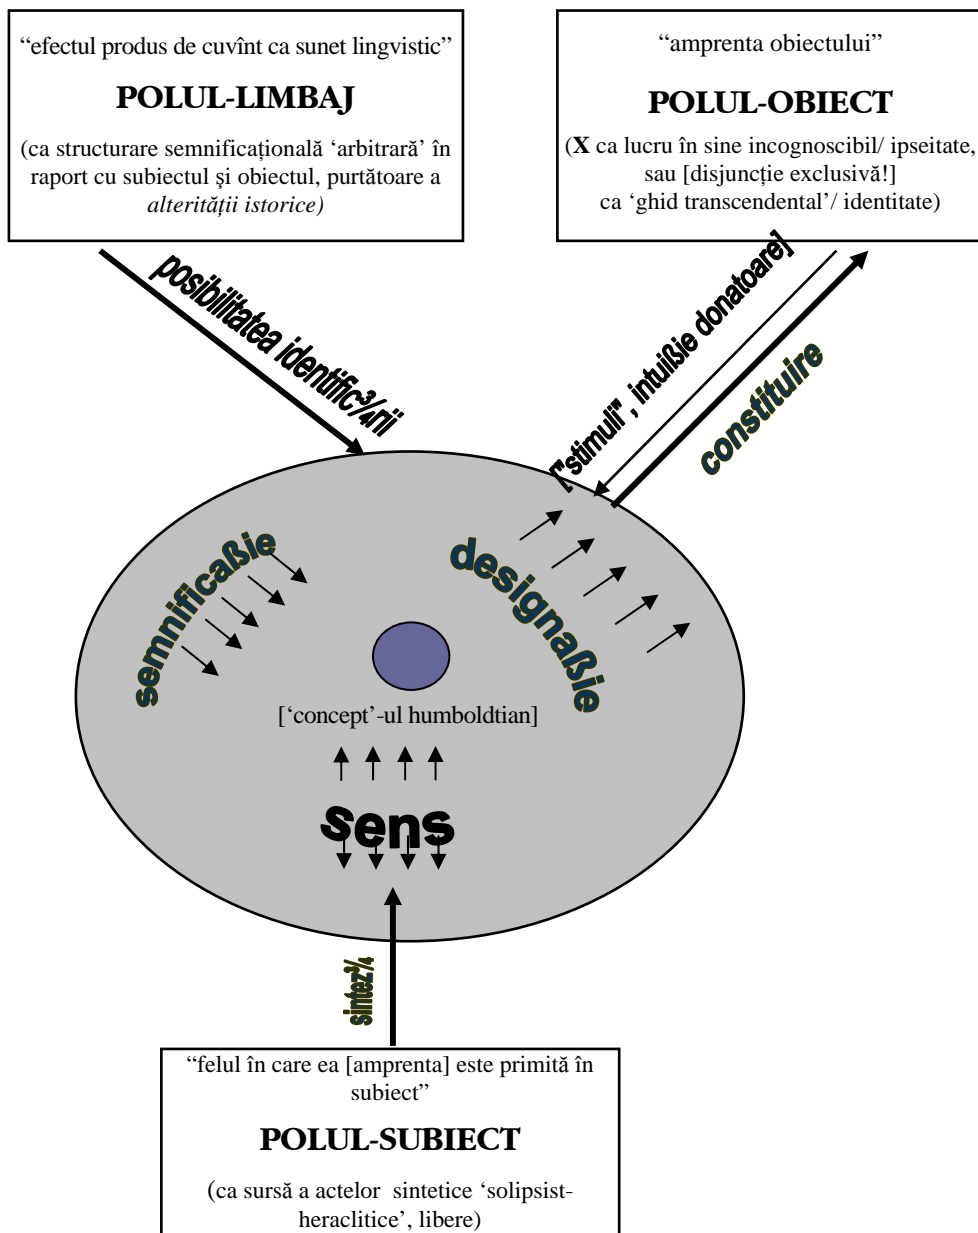 “efectul produs de cuvînt ca sunet lingvistic”
POLUL-LIMBAJ
(ca structurare semnificațională ‘arbitrară’ în
raport cu subiectul și obiectul, purtătoare a
alterității istorice)
“amprenta obiectului”
POLUL-OBIECT
(X ca lucru în sine incognoscibil/ ipseitate,
sau [disjuncție exclusivă!]
ca ‘ghid transcendental’/ identitate)
posibilitatea identific¾rii
["stimuli", intuißie donatoare]
constituire
semnificaßie
designaßie
[‘concept’-ul humboldtian]
sens
sintez¾
“felul în care ea [amprenta] este primită în
subiect”
POLUL-SUBIECT
(ca sursă a actelor sintetice ‘solipsist-
heraclitice’, libere)